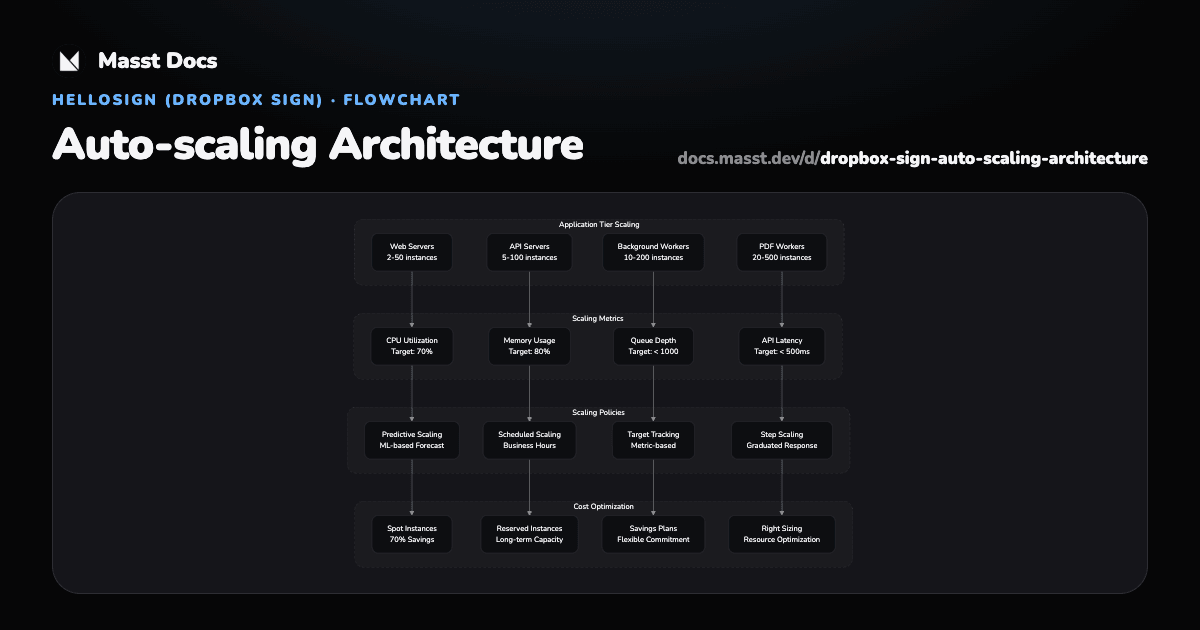 Masst Docs
HELLOSIGN (DROPBOX SIGN) · FLOWCHART
Auto-scaling Architecture
docs.masst.dev/d/dropbox-sign-auto-scaling-architecture
Application Tier Scaling
Web Servers
2-50 instances
API Servers
5-100 instances
Background Workers
10-200 instances
PDF Workers
20-500 instances
Scaling Metrics
CPU Utilization
Target: 70%
Memory Usage
Target: 80%
Queue Depth
Target: < 1000
API Latency
Target: < 500ms
Scaling Policies
Predictive Scaling
ML-based Forecast
Scheduled Scaling
Business Hours
Target Tracking
Metric-based
Step Scaling
Graduated Response
Cost Optimization
Spot Instances
70% Savings
Reserved Instances
Long-term Capacity
Savings Plans
Flexible Commitment
Right Sizing
Resource Optimization